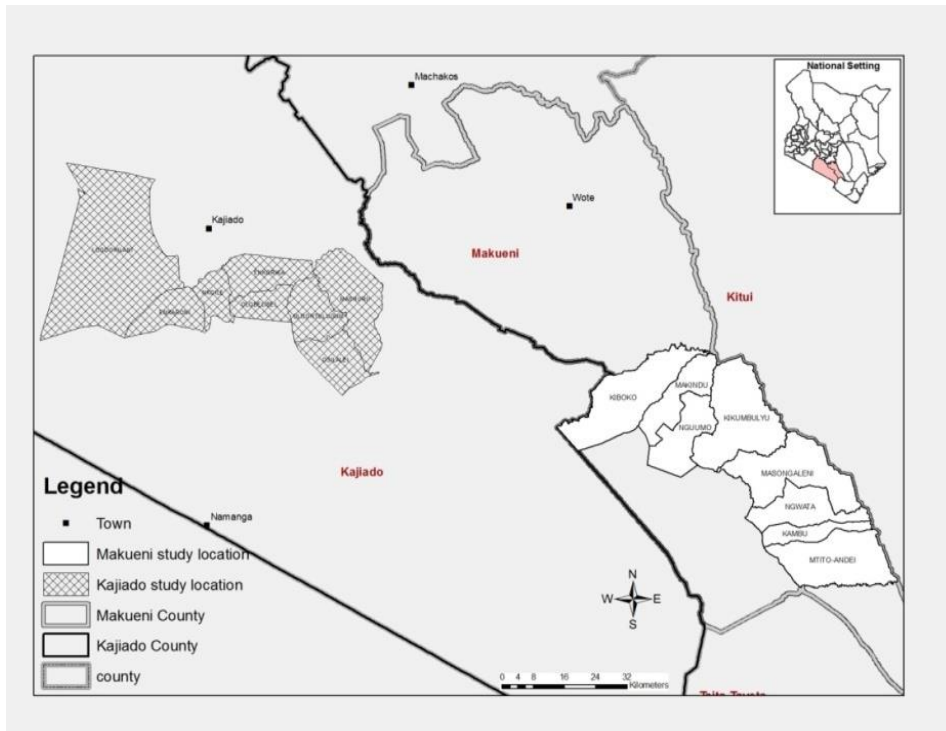 National Setting
Machakos
Wote
Kajiado
Makueni
Kitui
KIBOKO
MAKINDU
NGUUMO
KIKUMBULYU
MASONGALENI
NGWATA
KAMBU
MTITO-ANDEI
Kajiado
Namanga
Legend
Town
Makueni study location
Kajiado study location
Makueni County
Kajiado County
county
N
W E
S
0 4 8 16 24 32
Kilometers